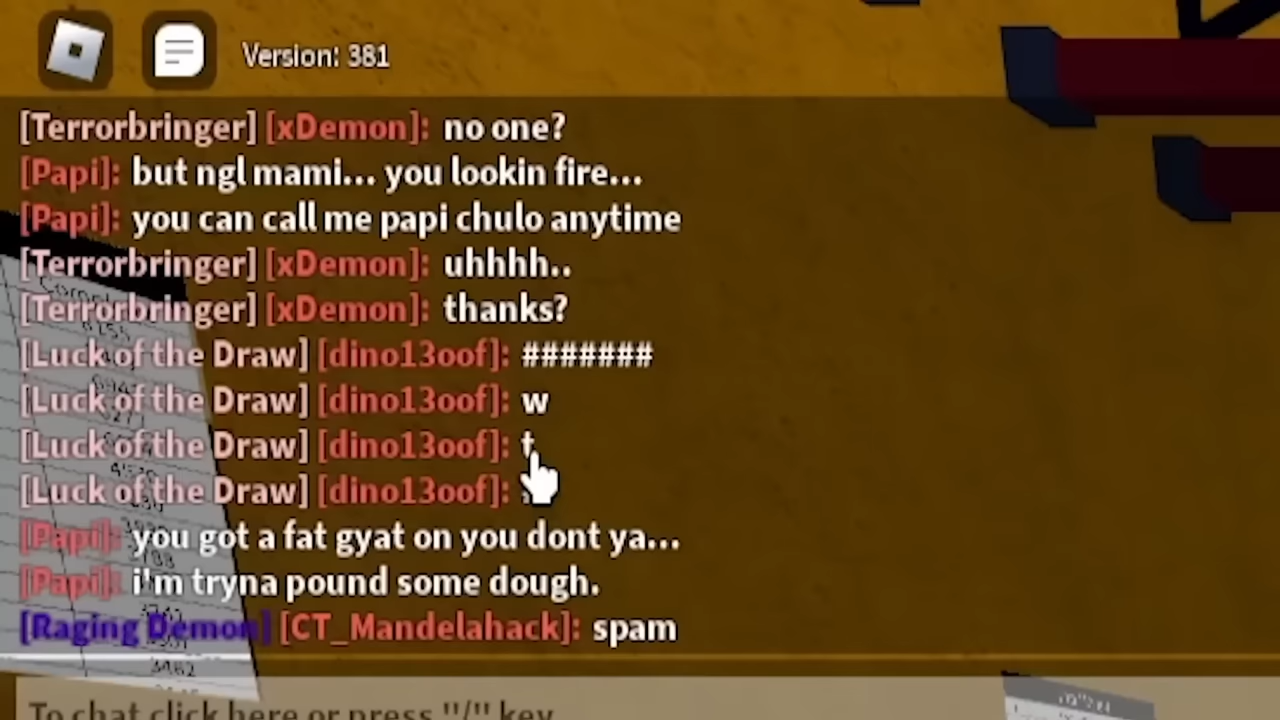 Version: 381
[Terrorbringer] [xDemon]: no one?
[Papi]: but ngl mami... you lookin fire...
[Papi]: you can call me papi chulo anytime
[Terrorbringer] [xDemon]: uhhhh..
[Terrorbringer] [xDemon]: thanks?
[Luck of the Draw] [dino13oof]: #######
[Luck of the Draw] [dino13oof]: w
[Luck of the Draw] [dino13oof]: t
[Luck of the Draw] [dino13oof]:
[Papi]: you got a fat gyat on you dont ya...
[Papi]: i'm tryna pound some dough.
[Raging Demon] [CT_Mandelahack]: spam
To chat click here or press "/" key